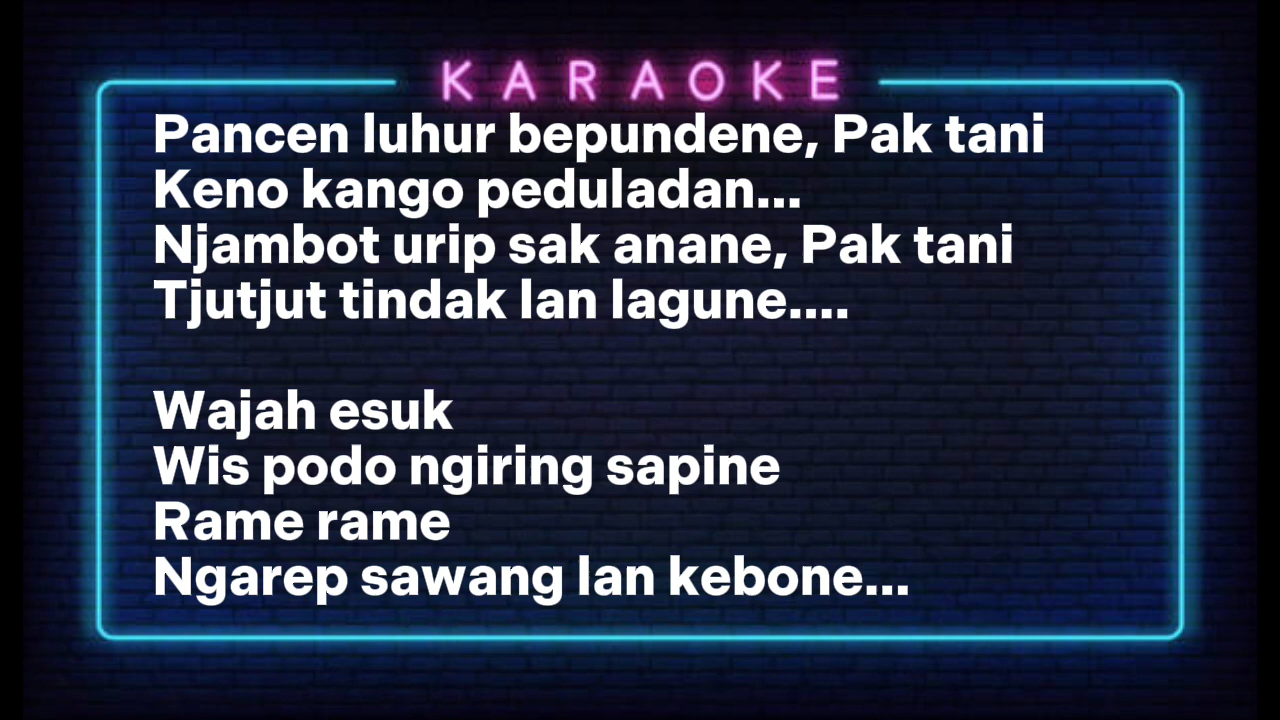 KARAOKE
Pancen luhur bepundene, Pak tani
Keno kango peduladan...
Njambot urip sak anane, Pak tani
Tjutjut tindak lan lagune....
Wajah esuk
Wis podo ngiring sapine
Rame rame
Ngarep sawang lan kebone...